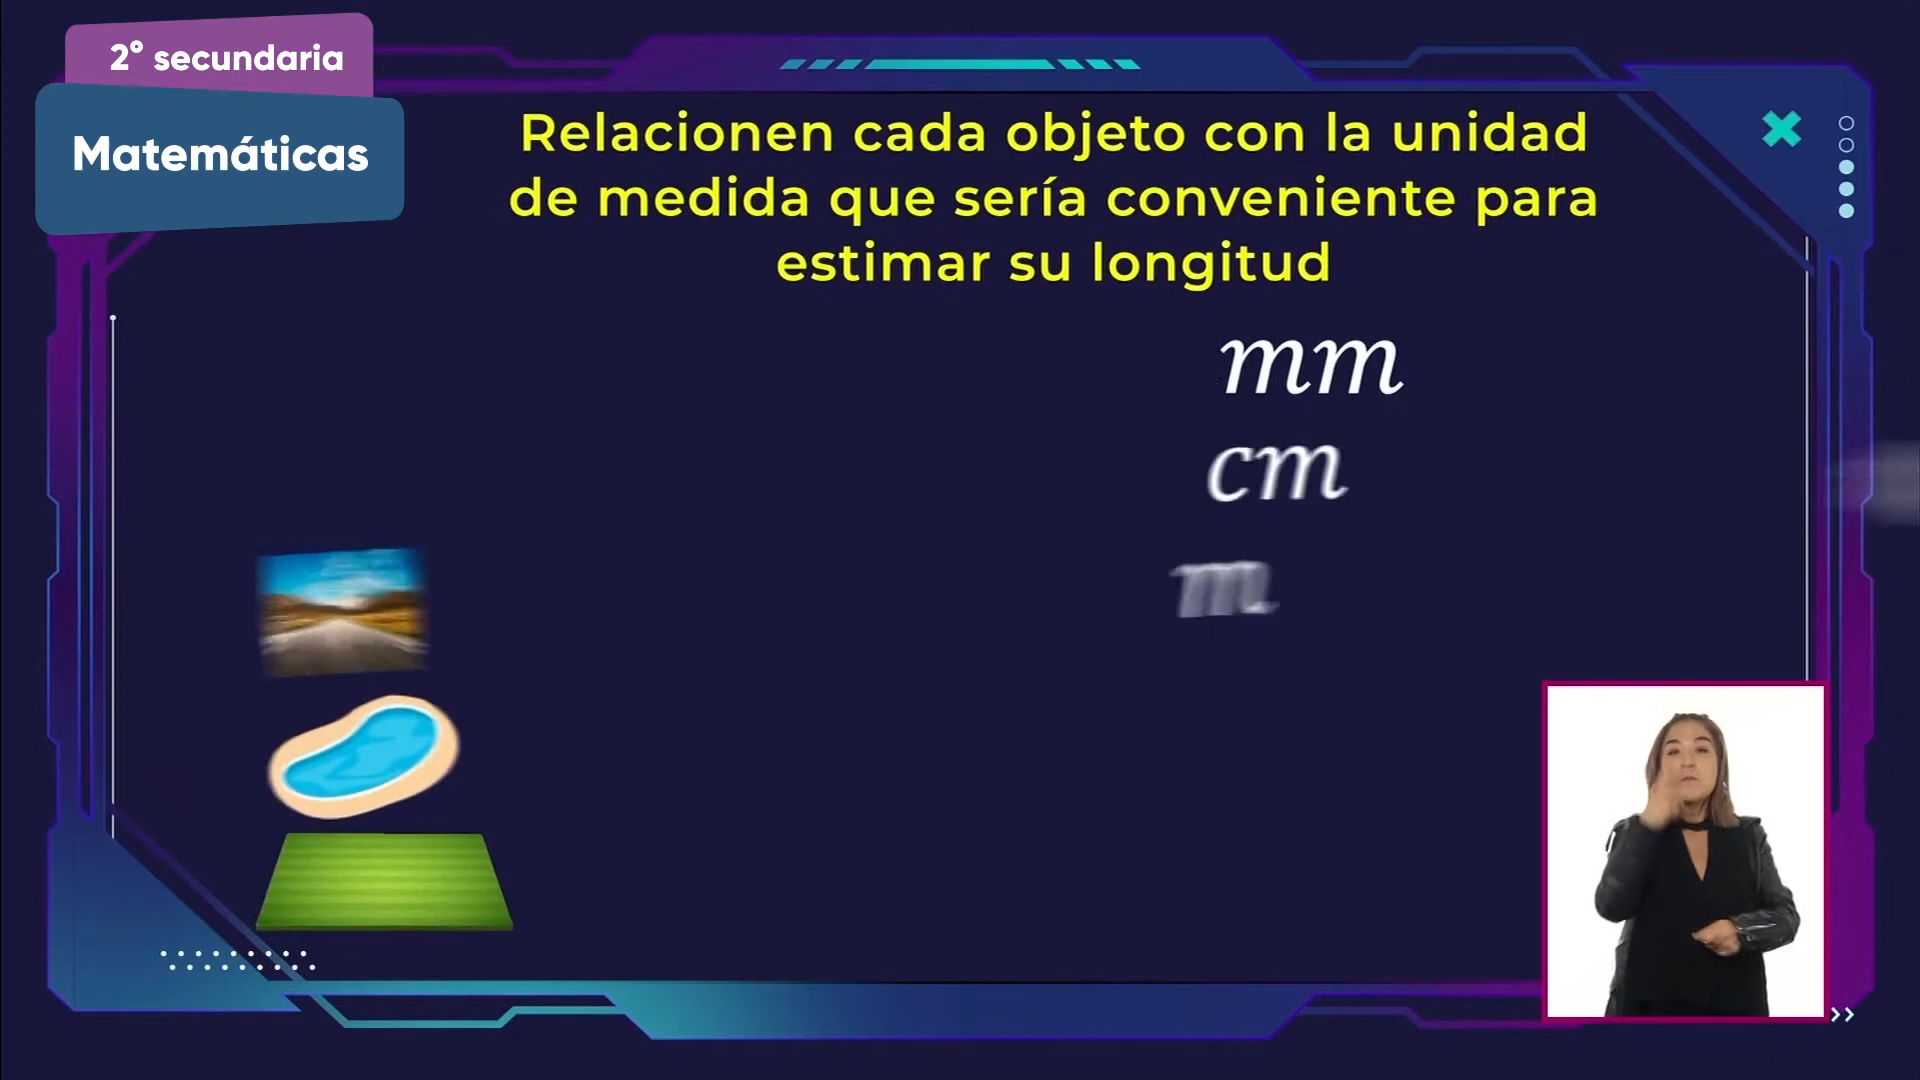 2° secundaria
Matemáticas
Relacionen cada objeto con la unidad
de medida que sería conveniente para
estimar su longitud
mm
cm
m